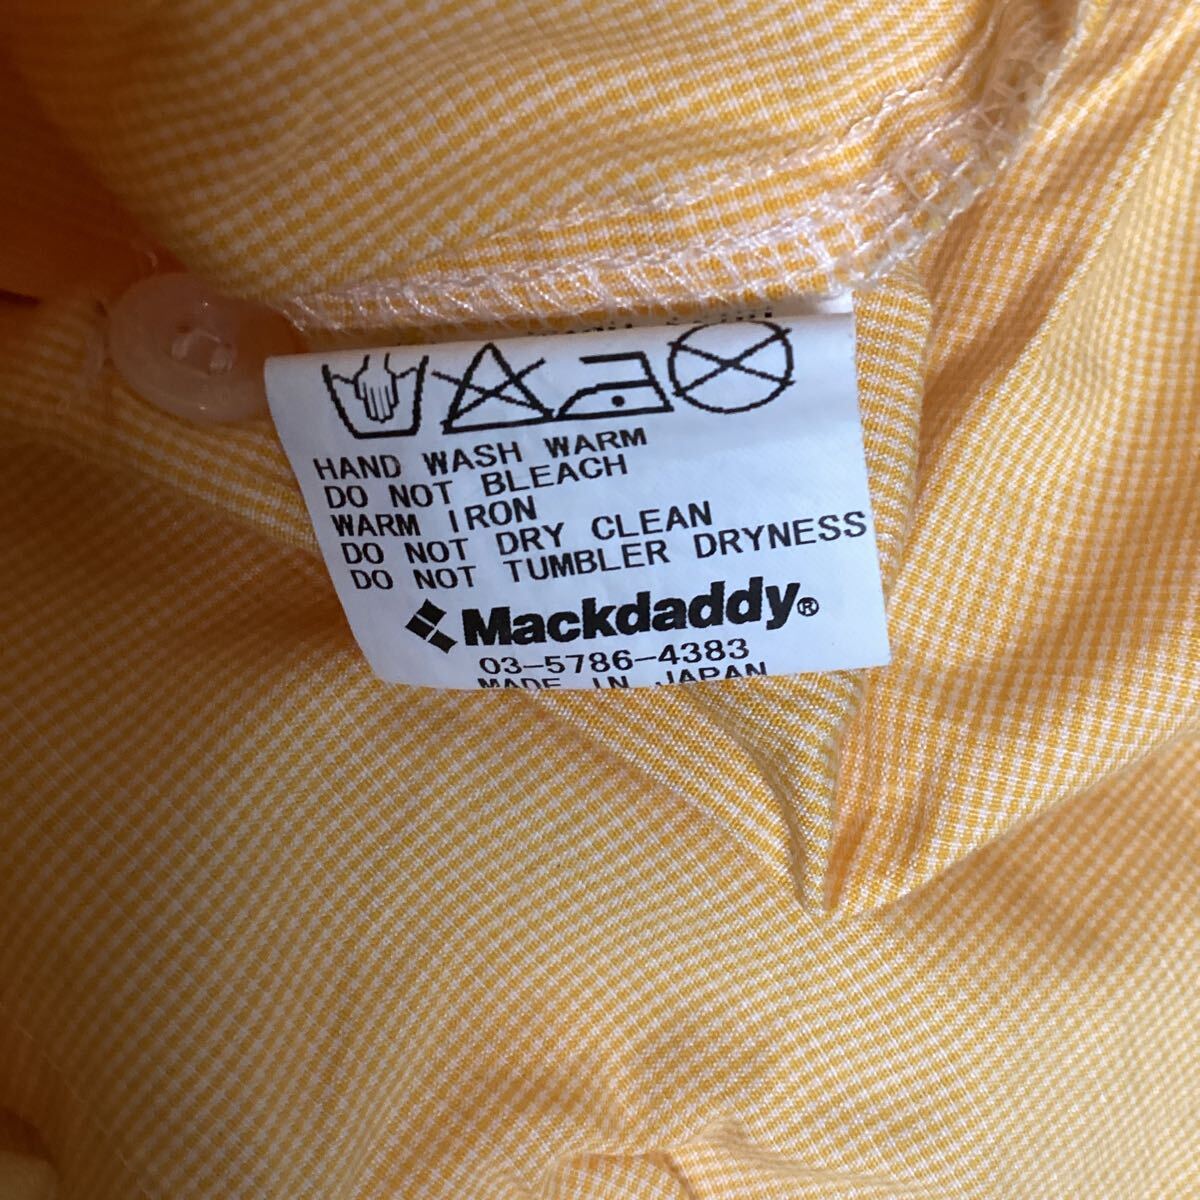 HAND WASH WARM
DO NOT BLEACH
WARM IRON
DO NOT DRY CLEAN
DO NOT TUMBLER DRYNESS
Mackdaddy®
03-5786-4383
MADE IN JAPAN